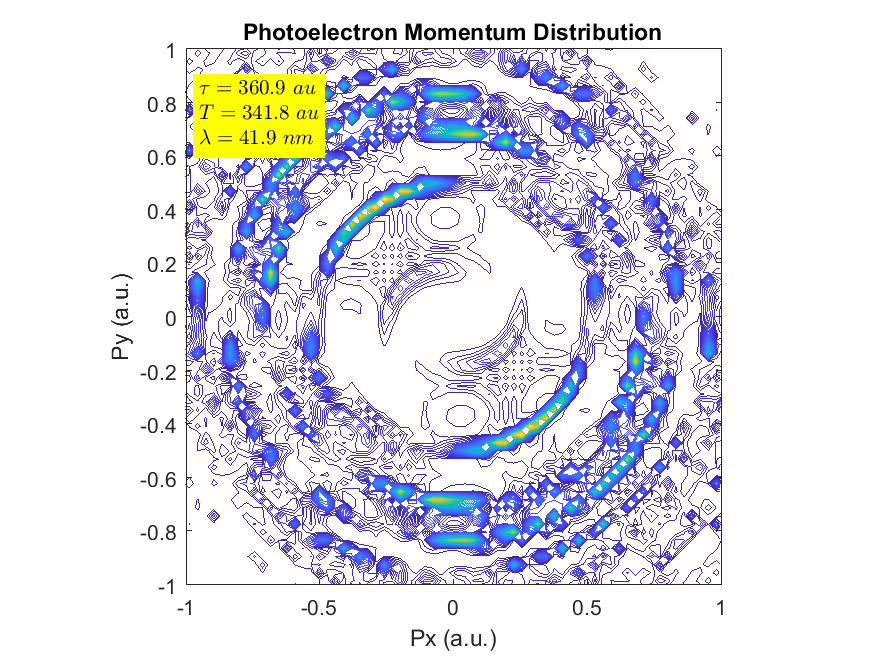 Photoelectron Momentum Distribution
τ = 360.9 au
T = 341.8 au
λ = 41.9 nm
1
0.8
0.6
0.4
0.2
0
-0.2
-0.4
-0.6
-0.8
-1
Py (a.u.)
-1
-0.5
0
0.5
1
Px (a.u.)